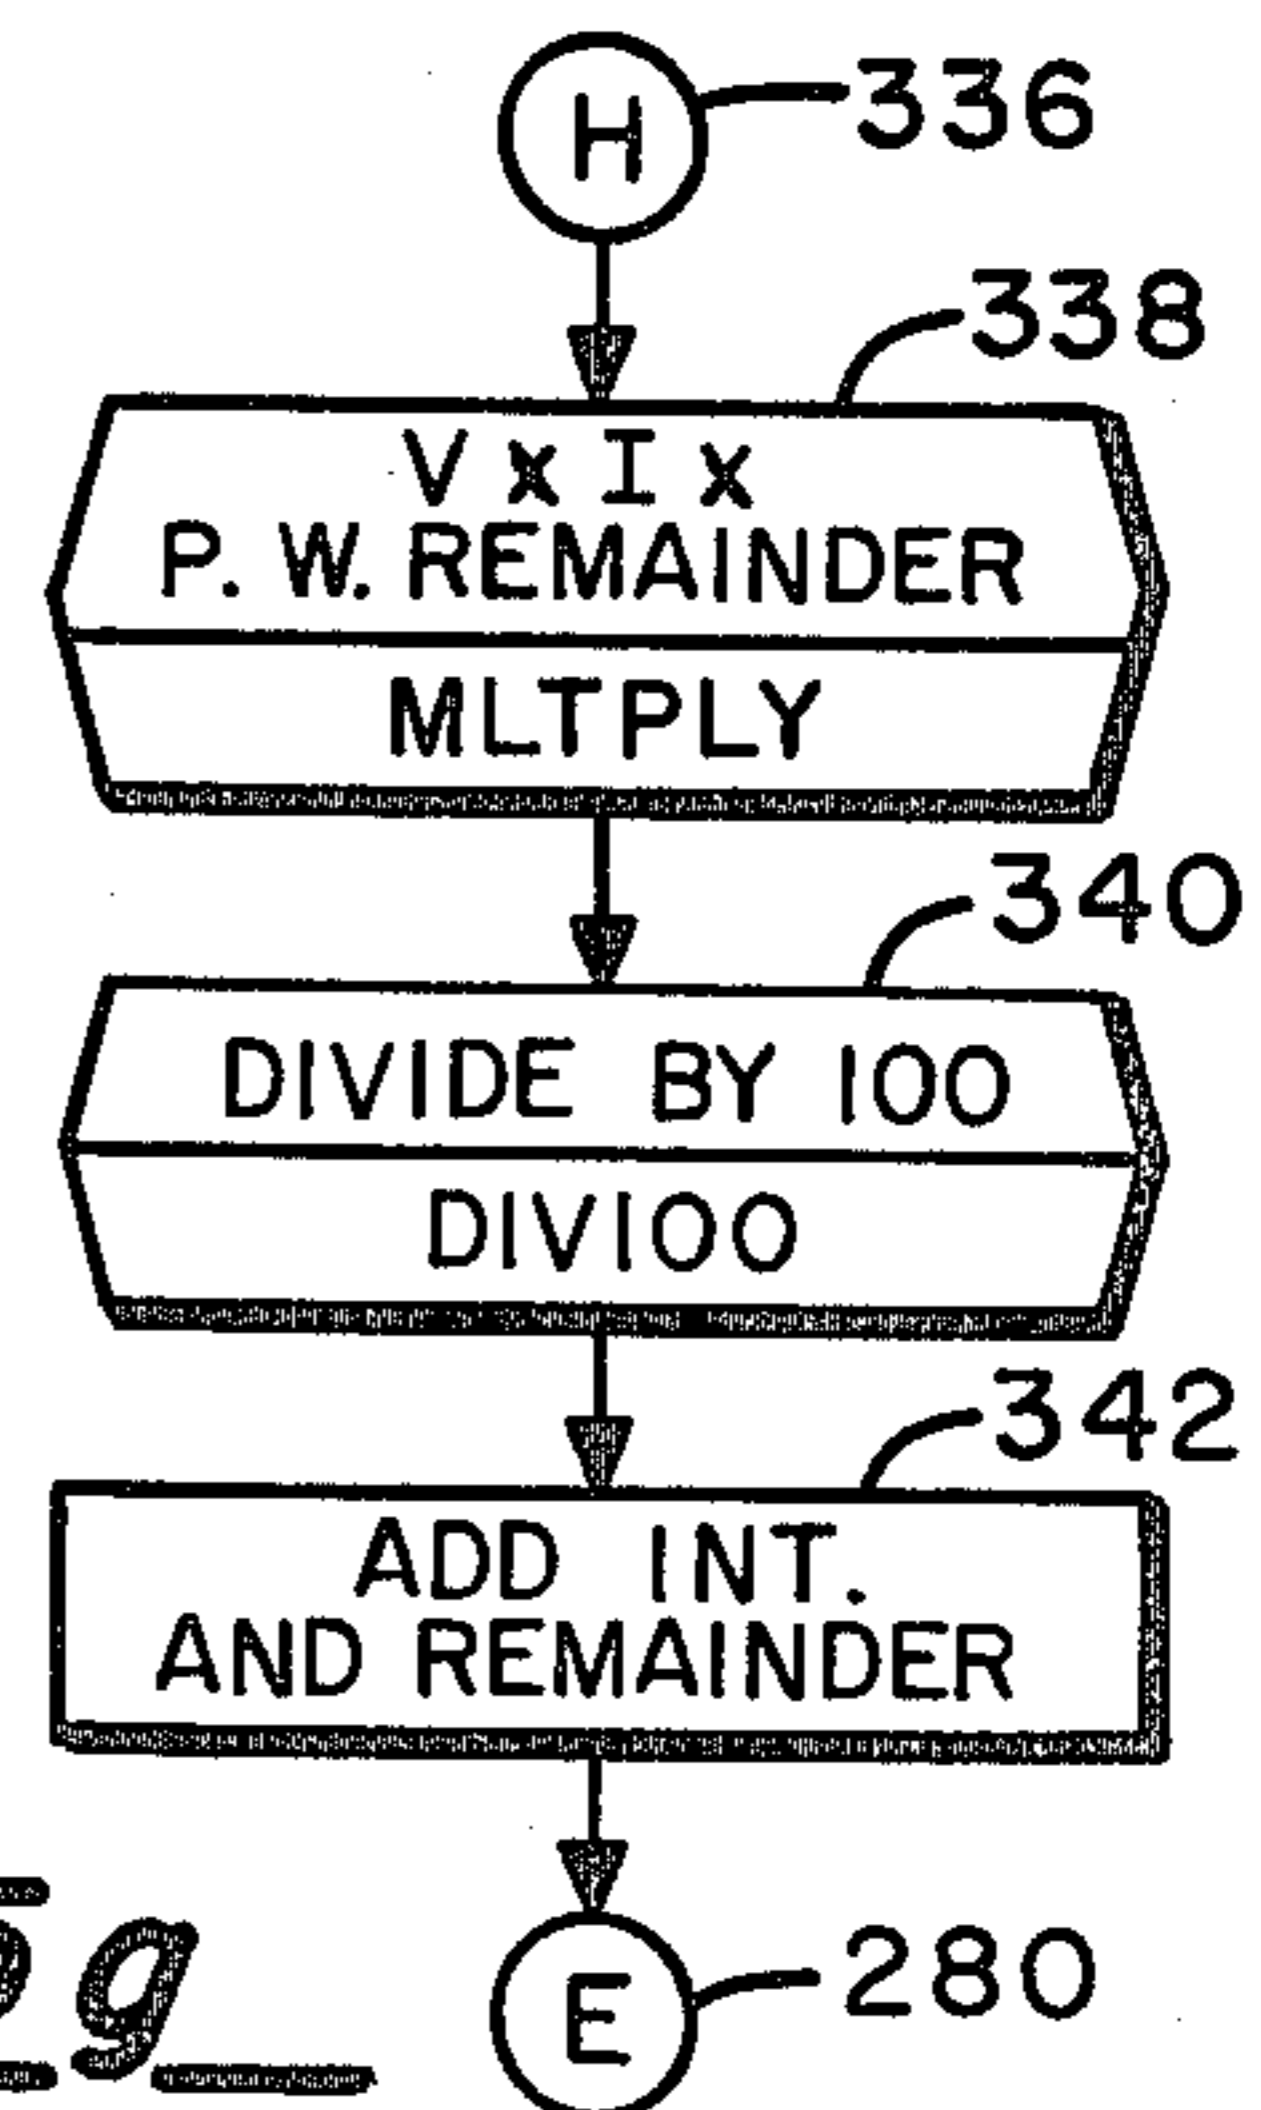 H 336
338
V x I x
P. W. REMAINDER
MLTPLY
340
DIVIDE BY 100
DIV100
342
ADD INT.
AND REMAINDER
E 280
g